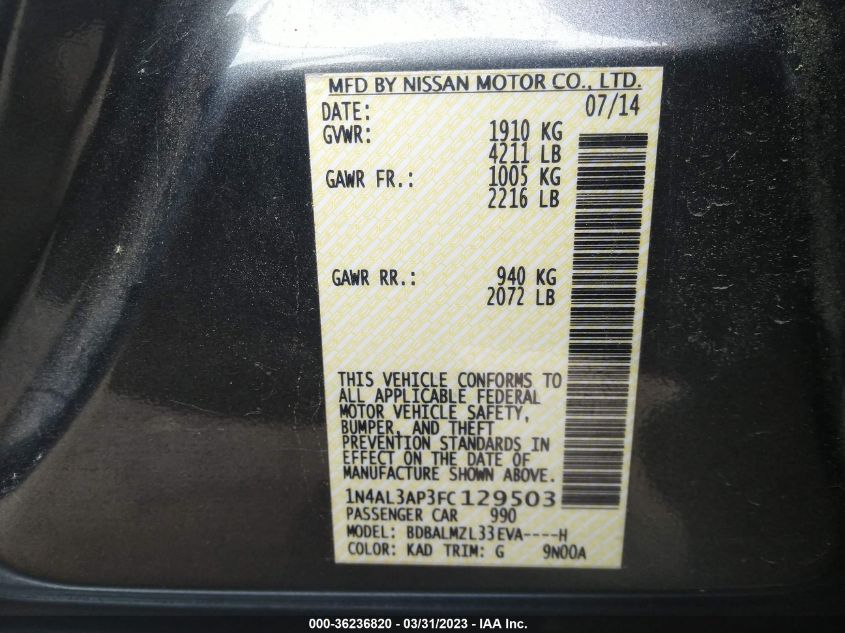 MFD BY NISSAN MOTOR CO., LTD.
DATE: 07/14
GVWR: 1910 KG
4211 LB
GAWR FR.: 1005 KG
2216 LB
GAWR RR.: 940 KG
2072 LB
THIS VEHICLE CONFORMS TO
ALL APPLICABLE FEDERAL
MOTOR VEHICLE SAFETY,
BUMPER, AND THEFT
PREVENTION STANDARDS IN
EFFECT ON THE DATE OF
MANUFACTURE SHOWN ABOVE.
1N4AL3AP3FC129503
PASSENGER CAR 990
MODEL: BDBALMZL33EVA----H
COLOR: KAD TRIM: G 9N00A
000-36236820 - 03/31/2023 - IAA Inc.